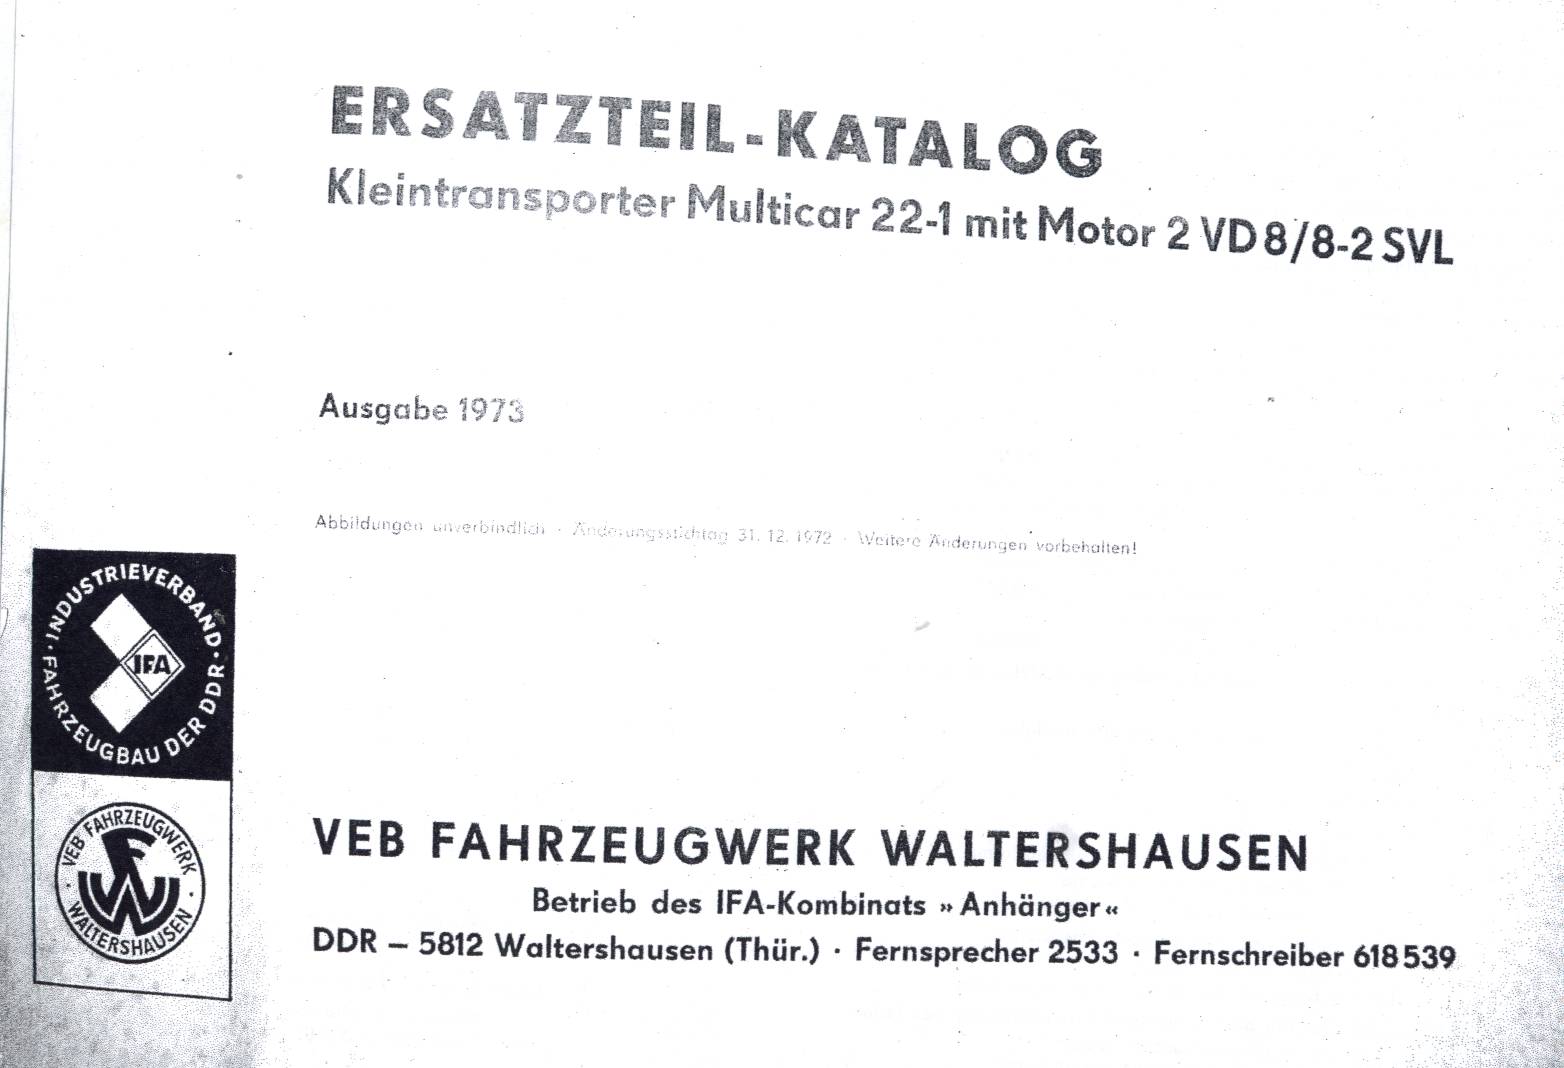 ERSATZTEIL-KATALOG
Kleintransporter Multicar 22-1 mit Motor 2 VD 8/8-2 SVL
Ausgabe 1973
Abbildungen unverbindlich · Änderungsstichtag 31. 12. 1972 · Weitere Änderungen vorbehalten!
· INDUSTRIEVERBAND ·
FAHRZEUGBAU DER DDR
IFA
VEB FAHRZEUGWERK
· WALTERSHAUSEN ·
FW
VEB FAHRZEUGWERK WALTERSHAUSEN
Betrieb des IFA-Kombinats »Anhänger«
DDR – 5812 Waltershausen (Thür.) · Fernsprecher 2533 · Fernschreiber 618539